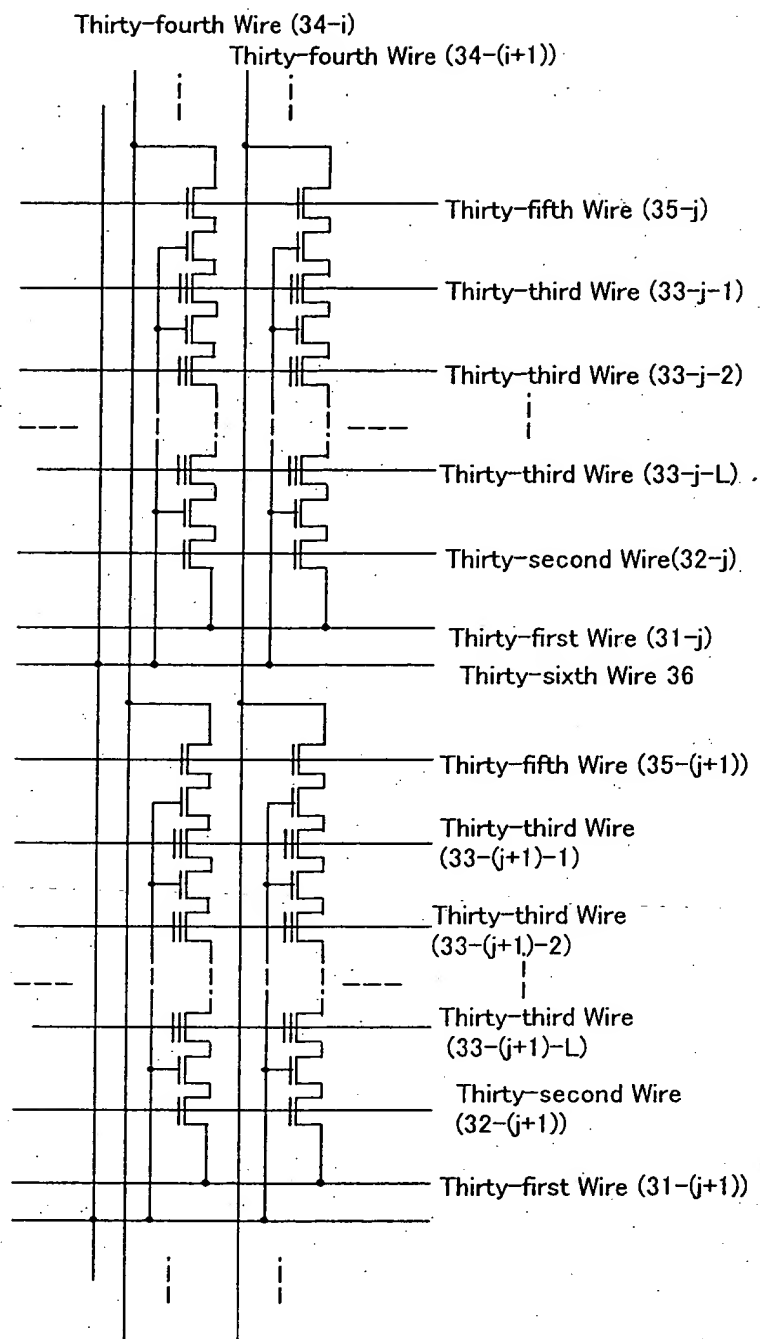 Thirty-fourth Wire (34-i)
Thirty-fourth Wire (34-(i+1))
Thirty-fifth Wire (35-j)
Thirty-third Wire (33-j-1)
Thirty-third Wire (33-j-2)
Thirty-third Wire (33-j-L)
Thirty-second Wire(32-j)
Thirty-first Wire (31-j)
Thirty-sixth Wire 36
Thirty-fifth Wire (35-(j+1))
Thirty-third Wire
(33-(j+1)-1)
Thirty-third Wire
(33-(j+1)-2)
Thirty-third Wire
(33-(j+1)-L)
Thirty-second Wire
(32-(j+1))
Thirty-first Wire (31-(j+1))